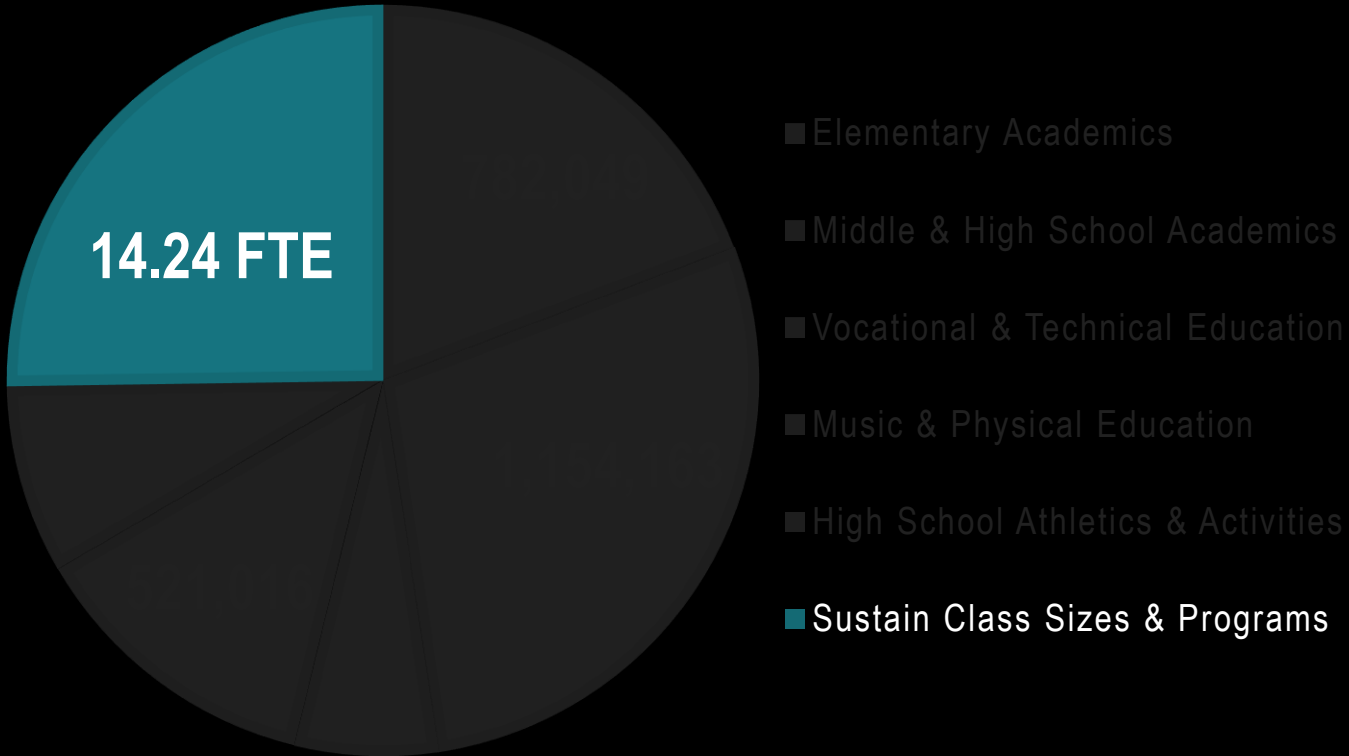 14.24 FTE
Elementary Academics
Middle & High School Academics
Vocational & Technical Education
Music & Physical Education
High School Athletics & Activities
Sustain Class Sizes & Programs